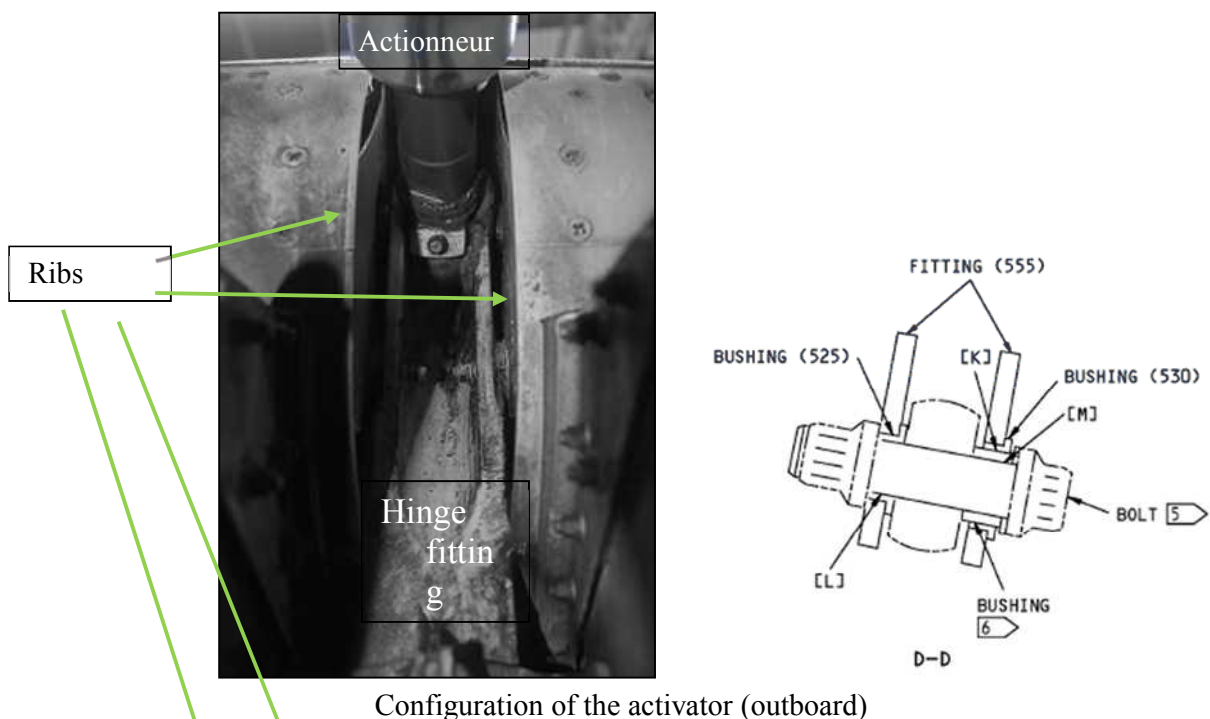 Actionneur
Ribs
Hinge
fittin
g
FITTING (555)
BUSHING (525)
[K]
BUSHING (530)
[M]
BOLT 5
[L]
BUSHING
6
D-D
Configuration of the activator (outboard)